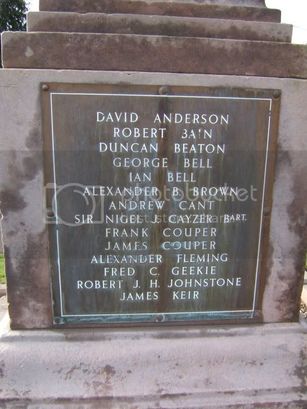 DAVID ANDERSON
ROBERT BAIN
DUNCAN BEATON
GEORGE BELL
IAN BELL
ALEXANDER B. BROWN
ANDREW CANT
SIR NIGEL J. CAYZER BART.
FRANK COUPER
JAMES COUPER
ALEXANDER FLEMING
FRED C. GEEKIE
ROBERT J. H. JOHNSTONE
JAMES KEIR